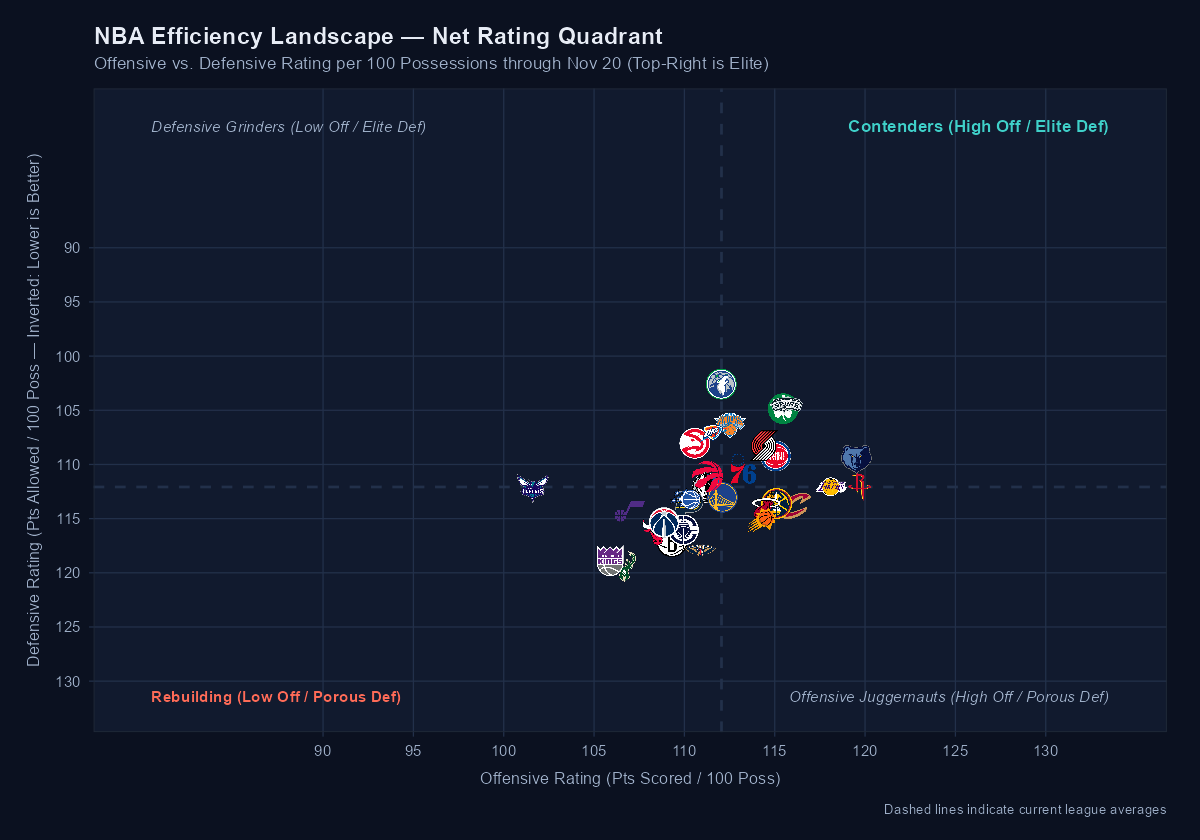 NBA Efficiency Landscape — Net Rating Quadrant
Offensive vs. Defensive Rating per 100 Possessions through Nov 20 (Top-Right is Elite)
Defensive Grinders (Low Off / Elite Def)
Contenders (High Off / Elite Def)
Defensive Rating (Pts Allowed / 100 Poss — Inverted: Lower is Better)
90
95
100
105
110
115
120
125
130
SPURS
76
KINGS
Rebuilding (Low Off / Porous Def)
Offensive Juggernauts (High Off / Porous Def)
90
95
100
105
110
115
120
125
130
Offensive Rating (Pts Scored / 100 Poss)
Dashed lines indicate current league averages